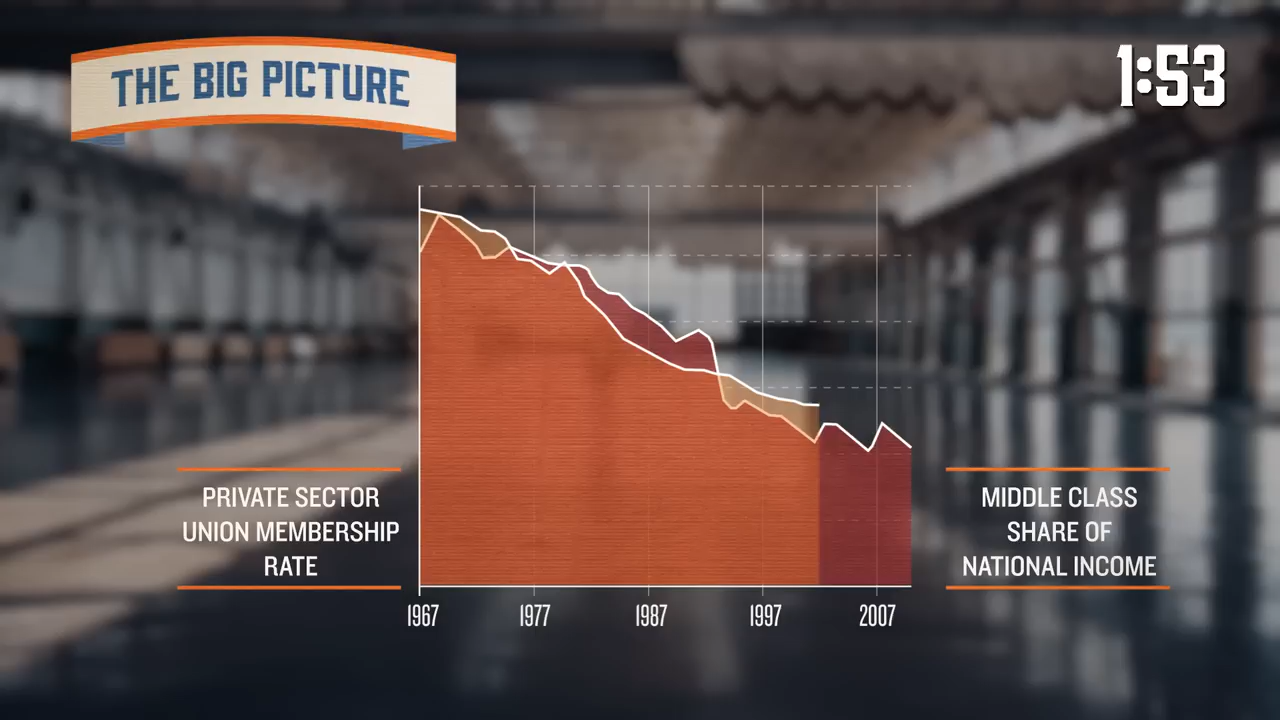 THE BIG PICTURE
1:53
PRIVATE SECTOR
UNION MEMBERSHIP
RATE
MIDDLE CLASS
SHARE OF
NATIONAL INCOME
1967 1977 1987 1997 2007